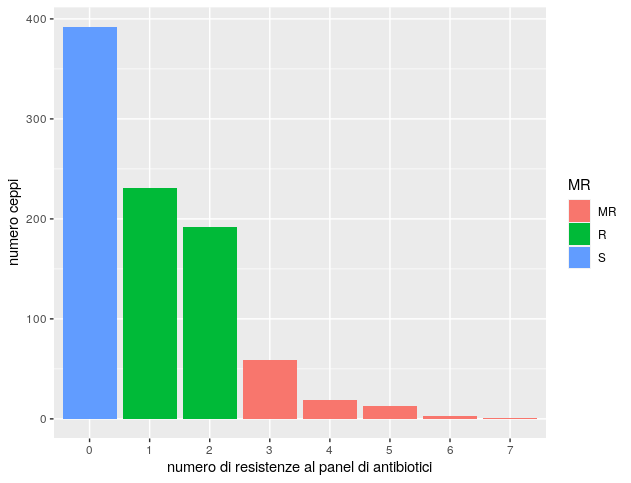 400
300
200
100
0
0 1 2 3 4 5 6 7
numero di resistenze al panel di antibiotici
numero ceppi
MR
MR
R
S